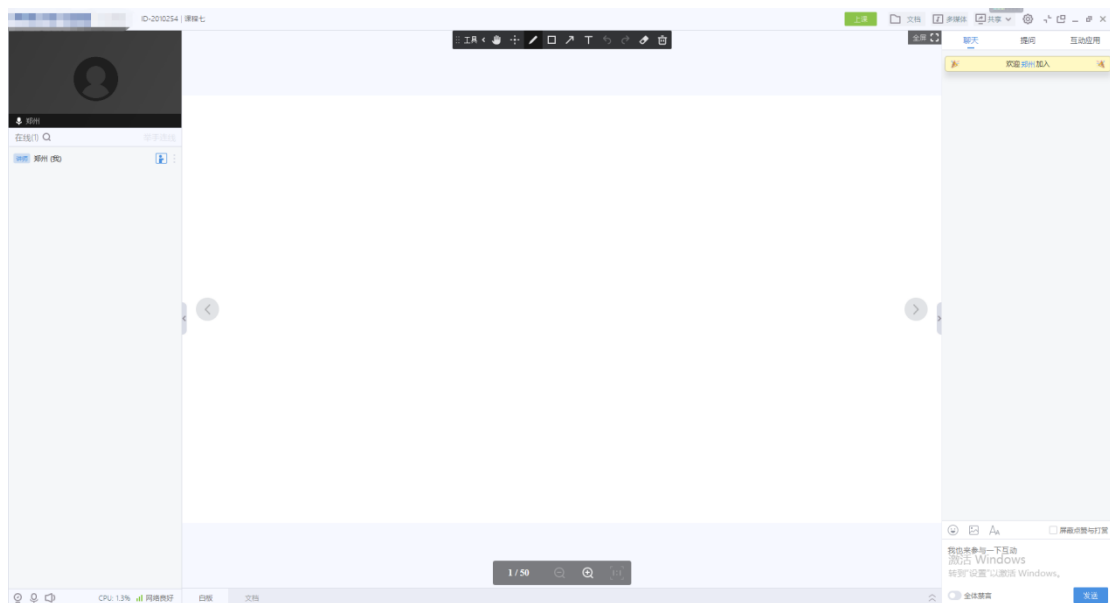 ID-2010254 | 课程七
上课
文档
多媒体
共享
工具
全屏
聊天
提问
互动应用
欢迎 郑州 加入
郑州
在线(1)
举手连线
讲师 郑州 (我)
1 / 50
屏蔽点赞与打赏
我也来参与一下互动
激活 Windows
转到"设置"以激活 Windows。
CPU: 1.3% 网络良好
白板
文档
全体禁言
发送